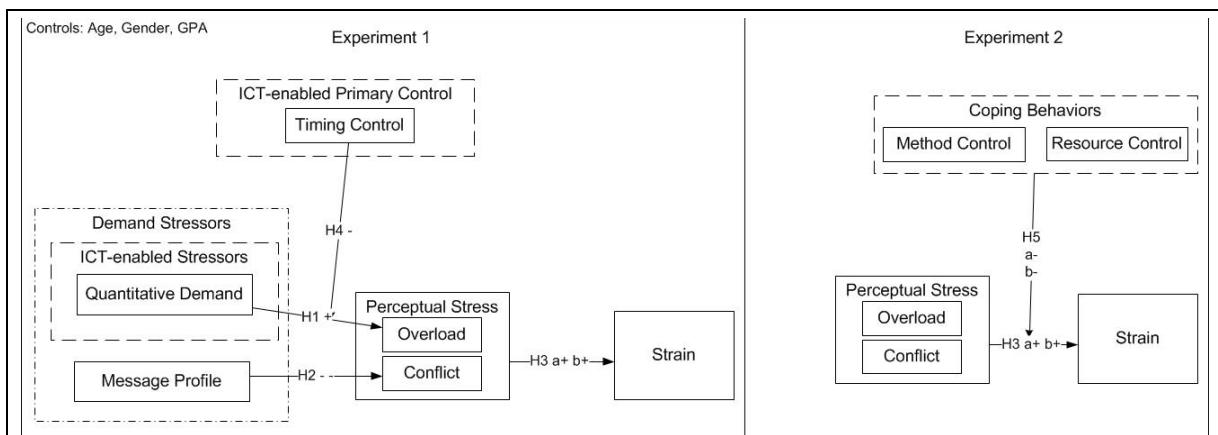 Controls: Age, Gender, GPA
Experiment 1
ICT-enabled Primary Control
Timing Control
H4 -
Demand Stressors
ICT-enabled Stressors
Quantitative Demand
H1 +
Message Profile
H2 - -
Perceptual Stress
Overload
Conflict
H3 a+ b+
Strain
Experiment 2
Coping Behaviors
Method Control
Resource Control
H5
a-
b-
Perceptual Stress
Overload
Conflict
H3 a+ b+
Strain